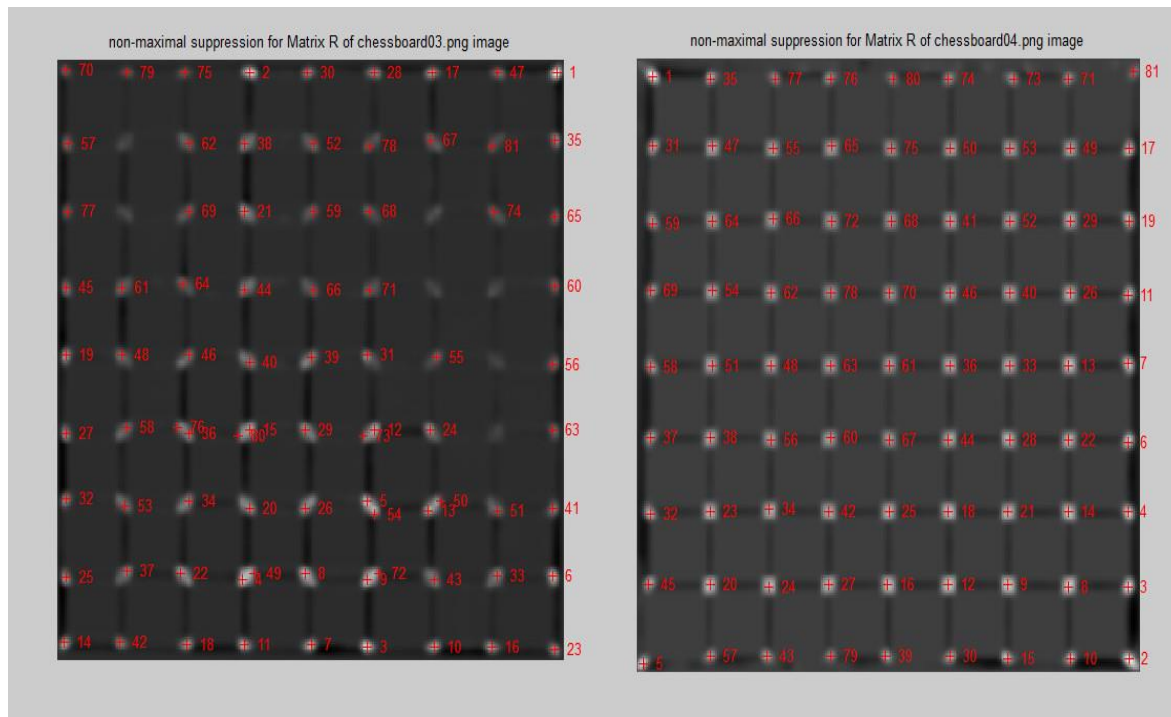 non-maximal suppression for Matrix R of chessboard03.png image
70 79 75 2 30 28 17 47 1
57 62 38 52 78 67 81 35
77 69 21 59 68 74 65
45 61 64 44 66 71 60
19 48 46 40 39 31 55 56
27 58 76 36 80 15 29 73 12 24 63
32 53 34 20 26 5 54 13 50 51 41
25 37 22 4 49 8 9 72 43 33 6
14 42 18 11 7 3 10 16 23
non-maximal suppression for Matrix R of chessboard04.png image
1 35 77 76 80 74 73 71 81
31 47 55 65 75 50 53 49 17
59 64 66 72 68 41 52 29 19
69 54 62 78 70 46 40 26 11
58 51 48 63 61 36 33 13 7
37 38 56 60 67 44 28 22 6
32 23 34 42 25 18 21 14 4
45 20 24 27 16 12 9 8 3
5 57 43 79 39 30 15 10 2